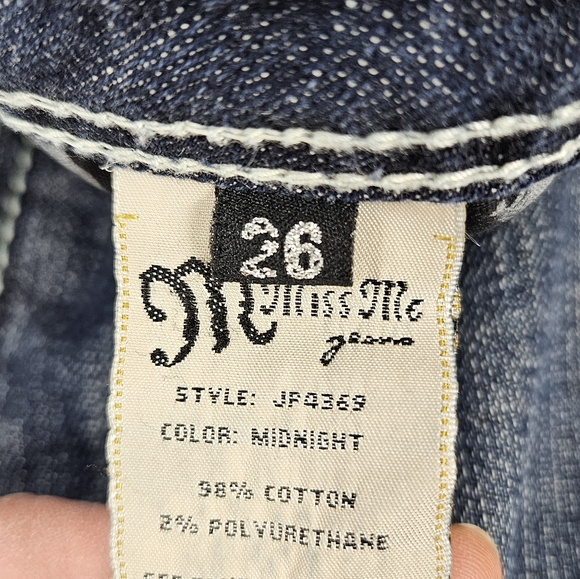 26
M Miss Me
jeans
STYLE: JP4369
COLOR: MIDNIGHT
98% COTTON
2% POLYURETHANE